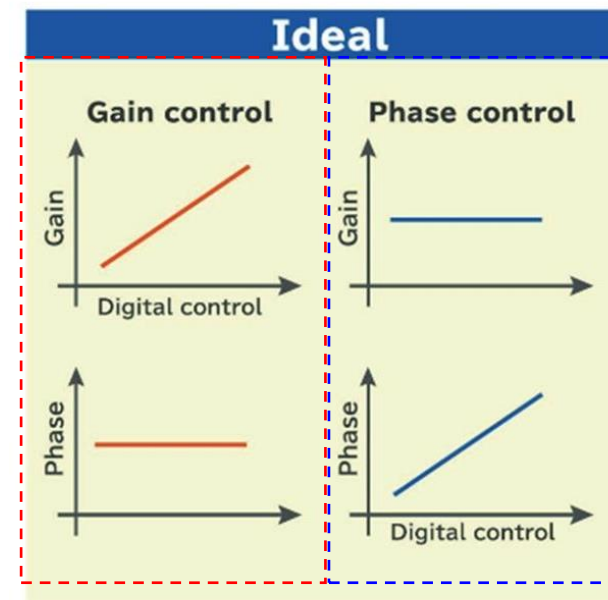 Ideal
Gain control
Gain
Digital control
Phase
Phase control
Gain
Phase
Digital control